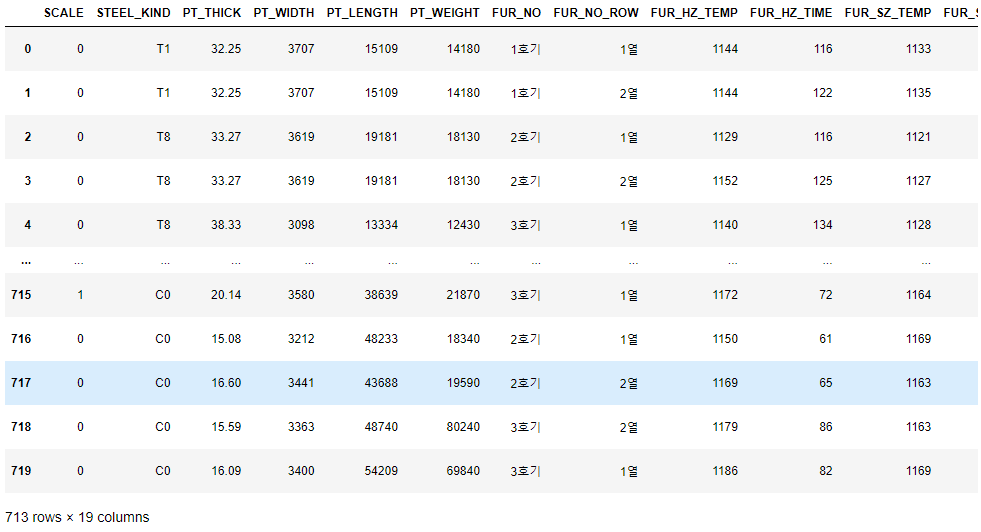 SCALE STEEL_KIND PT_THICK PT_WIDTH PT_LENGTH PT_WEIGHT FUR_NO FUR_NO_ROW FUR_HZ_TEMP FUR_HZ_TIME FUR_SZ_TEMP
0 0 T1 32.25 3707 15109 14180 1호기 1열 1144 116 1133
1 0 T1 32.25 3707 15109 14180 1호기 2열 1144 122 1135
2 0 T8 33.27 3619 19181 18130 2호기 1열 1129 116 1121
3 0 T8 33.27 3619 19181 18130 2호기 2열 1152 125 1127
4 0 T8 38.33 3098 13334 12430 3호기 1열 1140 134 1128
... ... ... ... ... ... ... ... ... ... ... ...
715 1 C0 20.14 3580 38639 21870 3호기 1열 1172 72 1164
716 0 C0 15.08 3212 48233 18340 2호기 1열 1150 61 1169
717 0 C0 16.60 3441 43688 19590 2호기 2열 1169 65 1163
718 0 C0 15.59 3363 48740 80240 3호기 2열 1179 86 1163
719 0 C0 16.09 3400 54209 69840 3호기 1열 1186 82 1169
713 rows × 19 columns